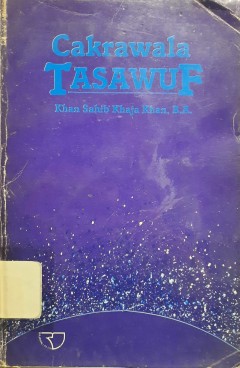 Cakrawala
TASAWUF
Khan Sahib Khaja Khan, B.A.